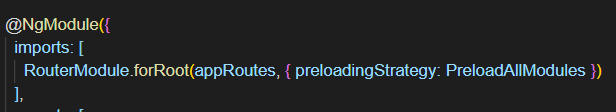 @NgModule({
imports: [
RouterModule.forRoot(appRoutes, { preloadingStrategy: PreloadAllModules })
],